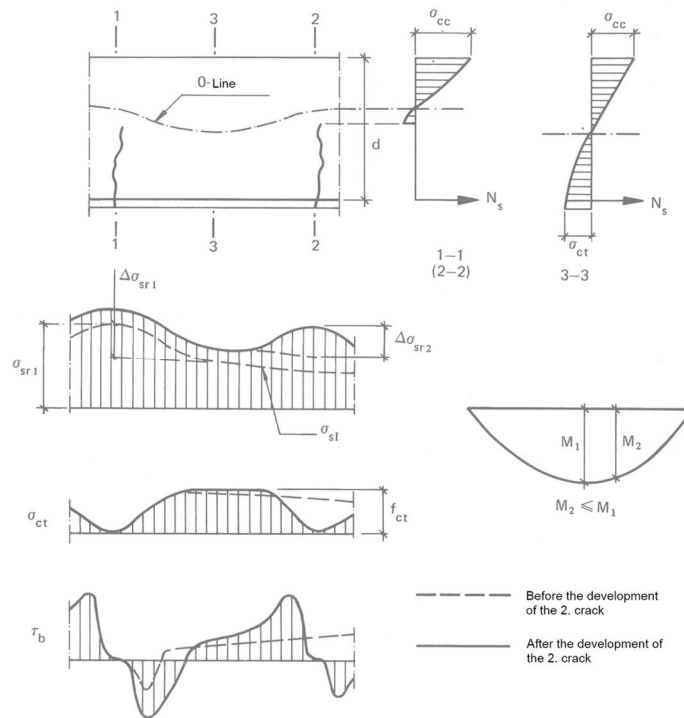 1
3
2
σcc
σcc
0-Line
d
Ns
Ns
1
3
2
1–1
(2–2)
σct
3–3
Δσsr1
σsr1
Δσsr2
σsI
M1
M2
M2 ⩽ M1
σct
fct
τb
Before the development
of the 2. crack
After the development of
the 2. crack